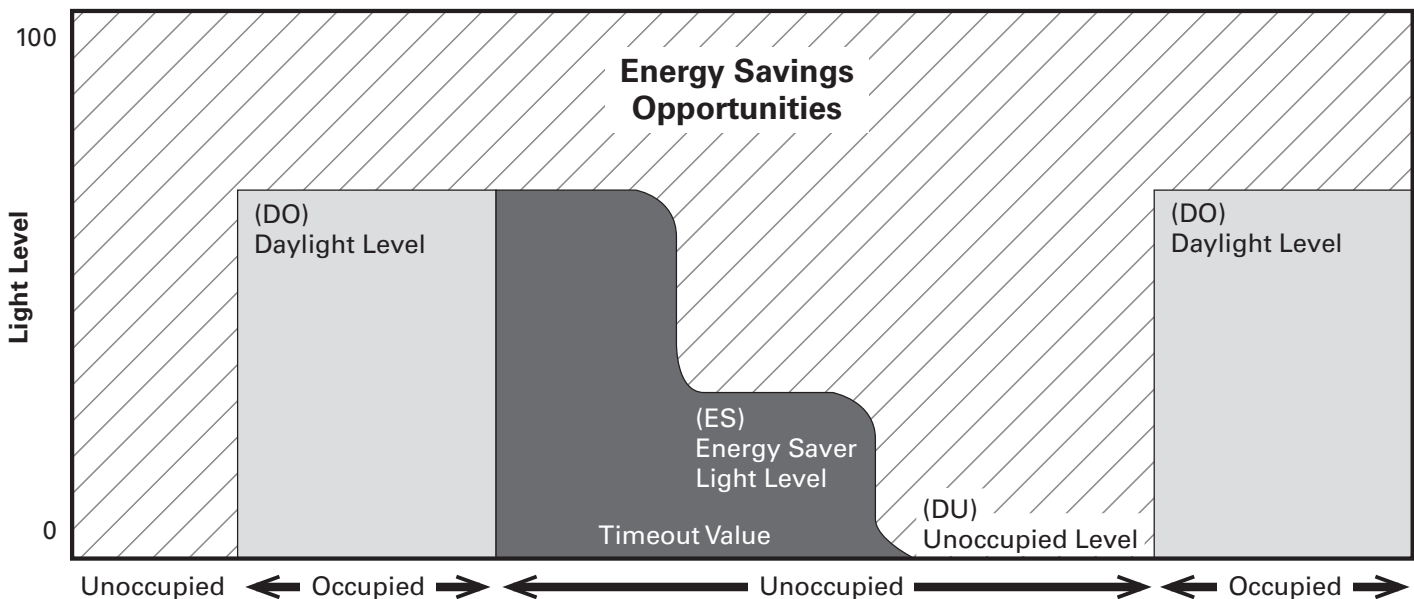 100
Energy Savings
Opportunities
Light Level
(DO)
Daylight Level
(DO)
Daylight Level
(ES)
Energy Saver
Light Level
(DU)
Unoccupied Level
Timeout Value
0
Unoccupied
Occupied
Unoccupied
Occupied